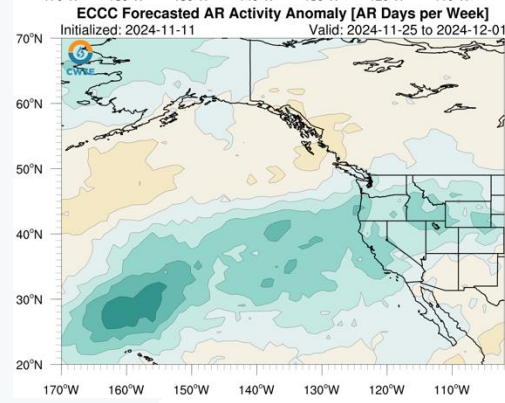 ECCC Forecasted AR Activity Anomaly [AR Days per Week]
Initialized: 2024-11-11 Valid: 2024-11-25 to 2024-12-01
70°N
CW3E
60°N
50°N
40°N
30°N
20°N
170°W 160°W 150°W 140°W 130°W 120°W 110°W